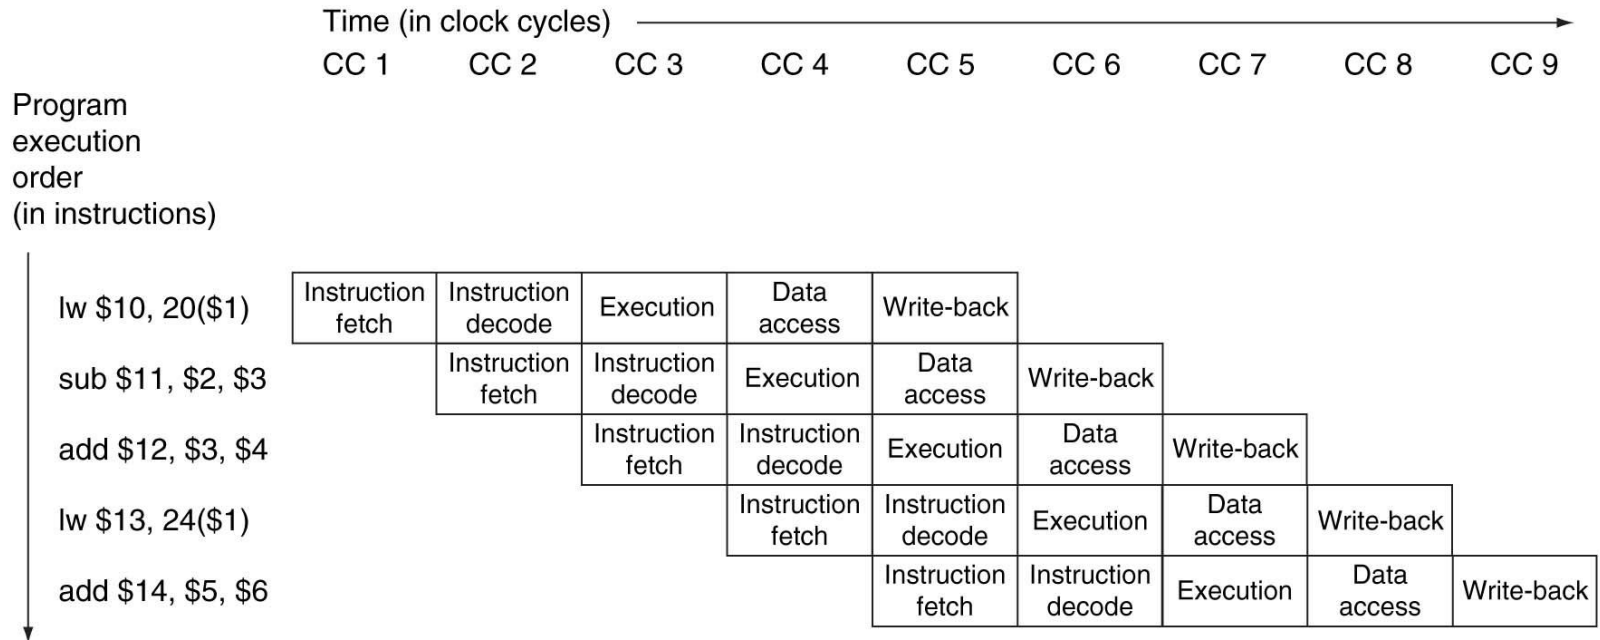 Time (in clock cycles)
CC 1 CC 2 CC 3 CC 4 CC 5 CC 6 CC 7 CC 8 CC 9
Program
execution
order
(in instructions)
lw $10, 20($1)
Instruction
fetch
Instruction
decode
Execution
Data
access
Write-back
sub $11, $2, $3
Instruction
fetch
Instruction
decode
Execution
Data
access
Write-back
add $12, $3, $4
Instruction
fetch
Instruction
decode
Execution
Data
access
Write-back
lw $13, 24($1)
Instruction
fetch
Instruction
decode
Execution
Data
access
Write-back
add $14, $5, $6
Instruction
fetch
Instruction
decode
Execution
Data
access
Write-back